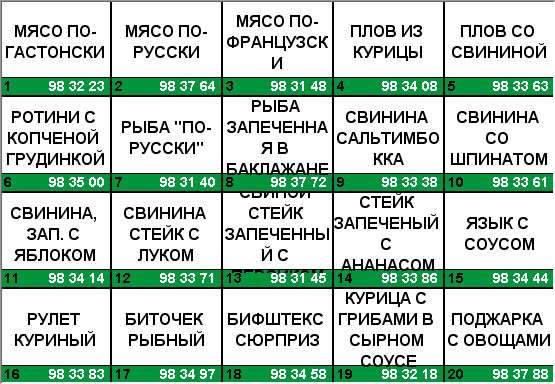 МЯСО ПО-
ГАСТОНСКИ
1 98 32 23
МЯСО ПО-
РУССКИ
2 98 37 64
МЯСО ПО-
ФРАНЦУЗСК
И
3 98 31 48
ПЛОВ ИЗ
КУРИЦЫ
4 98 34 08
ПЛОВ СО
СВИНИНОЙ
5 98 33 63
РОТИНИ С
КОПЧЕНОЙ
ГРУДИНКОЙ
6 98 35 00
РЫБА "ПО-
РУССКИ"
7 98 31 40
РЫБА
ЗАПЕЧЕННА
Я В
БАКЛАЖАНЕ
8 98 37 72
СВИНИНА
САЛЬТИМБО
ККА
9 98 33 38
СВИНИНА
СО
ШПИНАТОМ
10 98 33 61
СВИНИНА,
ЗАП. С
ЯБЛОКОМ
11 98 34 14
СВИНИНА
СТЕЙК С
ЛУКОМ
12 98 33 71
СВИНОЙ
СТЕЙК
ЗАПЕЧЕННЫ
Й С
13 98 31 45
СТЕЙК
ЗАПЕЧЕНЫЙ
С
АНАНАСОМ
14 98 33 86
ЯЗЫК С
СОУСОМ
15 98 34 44
РУЛЕТ
КУРИНЫЙ
16 98 33 83
БИТОЧЕК
РЫБНЫЙ
17 98 34 97
БИФШТЕКС
СЮРПРИЗ
18 98 34 58
КУРИЦА С
ГРИБАМИ В
СЫРНОМ
СОУСЕ
19 98 32 18
ПОДЖАРКА
С ОВОЩАМИ
20 98 37 88